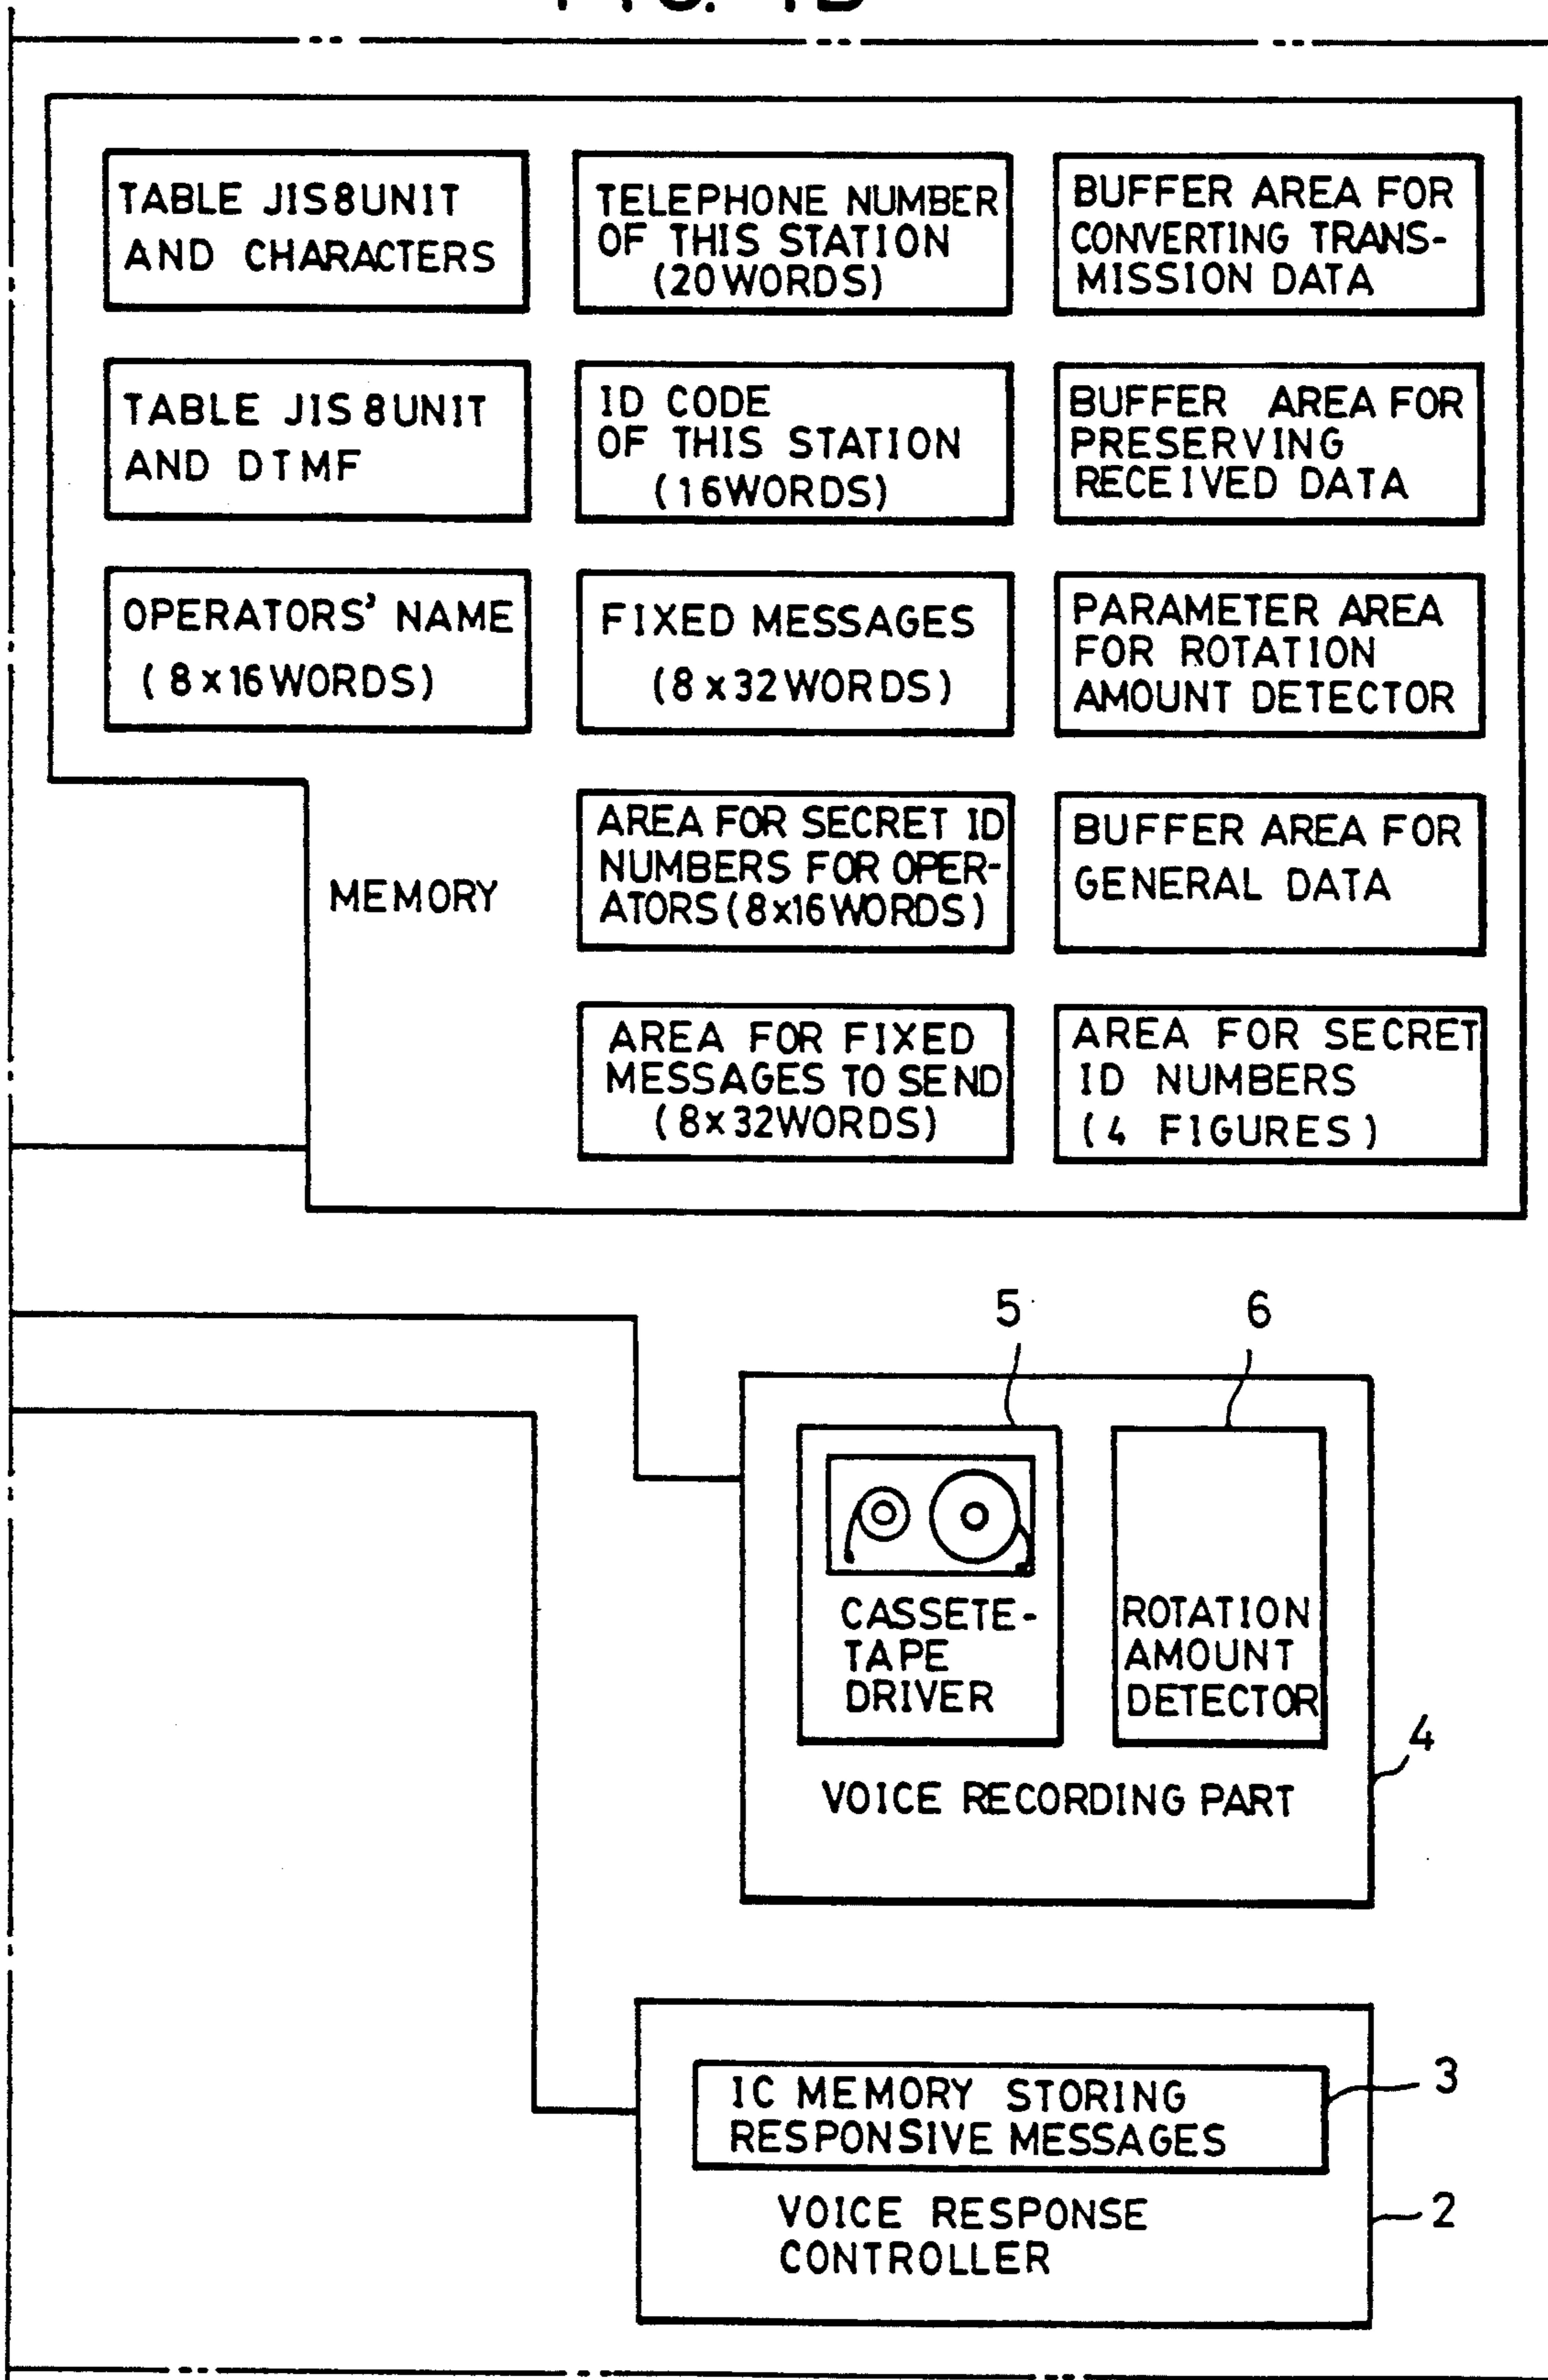 TABLE JIS8UNIT
AND CHARACTERS
TELEPHONE NUMBER
OF THIS STATION
(20WORDS)
BUFFER AREA FOR
CONVERTING TRANS-
MISSION DATA
TABLE JIS8UNIT
AND DTMF
ID CODE
OF THIS STATION
(16WORDS)
BUFFER AREA FOR
PRESERVING
RECEIVED DATA
OPERATORS' NAME
(8x16WORDS)
FIXED MESSAGES
(8x32WORDS)
PARAMETER AREA
FOR ROTATION
AMOUNT DETECTOR
MEMORY
AREA FOR SECRET ID
NUMBERS FOR OPER-
ATORS(8x16WORDS)
BUFFER AREA FOR
GENERAL DATA
AREA FOR FIXED
MESSAGES TO SEND
(8x32WORDS)
AREA FOR SECRET
ID NUMBERS
(4 FIGURES)
5
6
CASSETE-
TAPE
DRIVER
ROTATION
AMOUNT
DETECTOR
4
VOICE RECORDING PART
IC MEMORY STORING
RESPONSIVE MESSAGES
3
VOICE RESPONSE
CONTROLLER
2